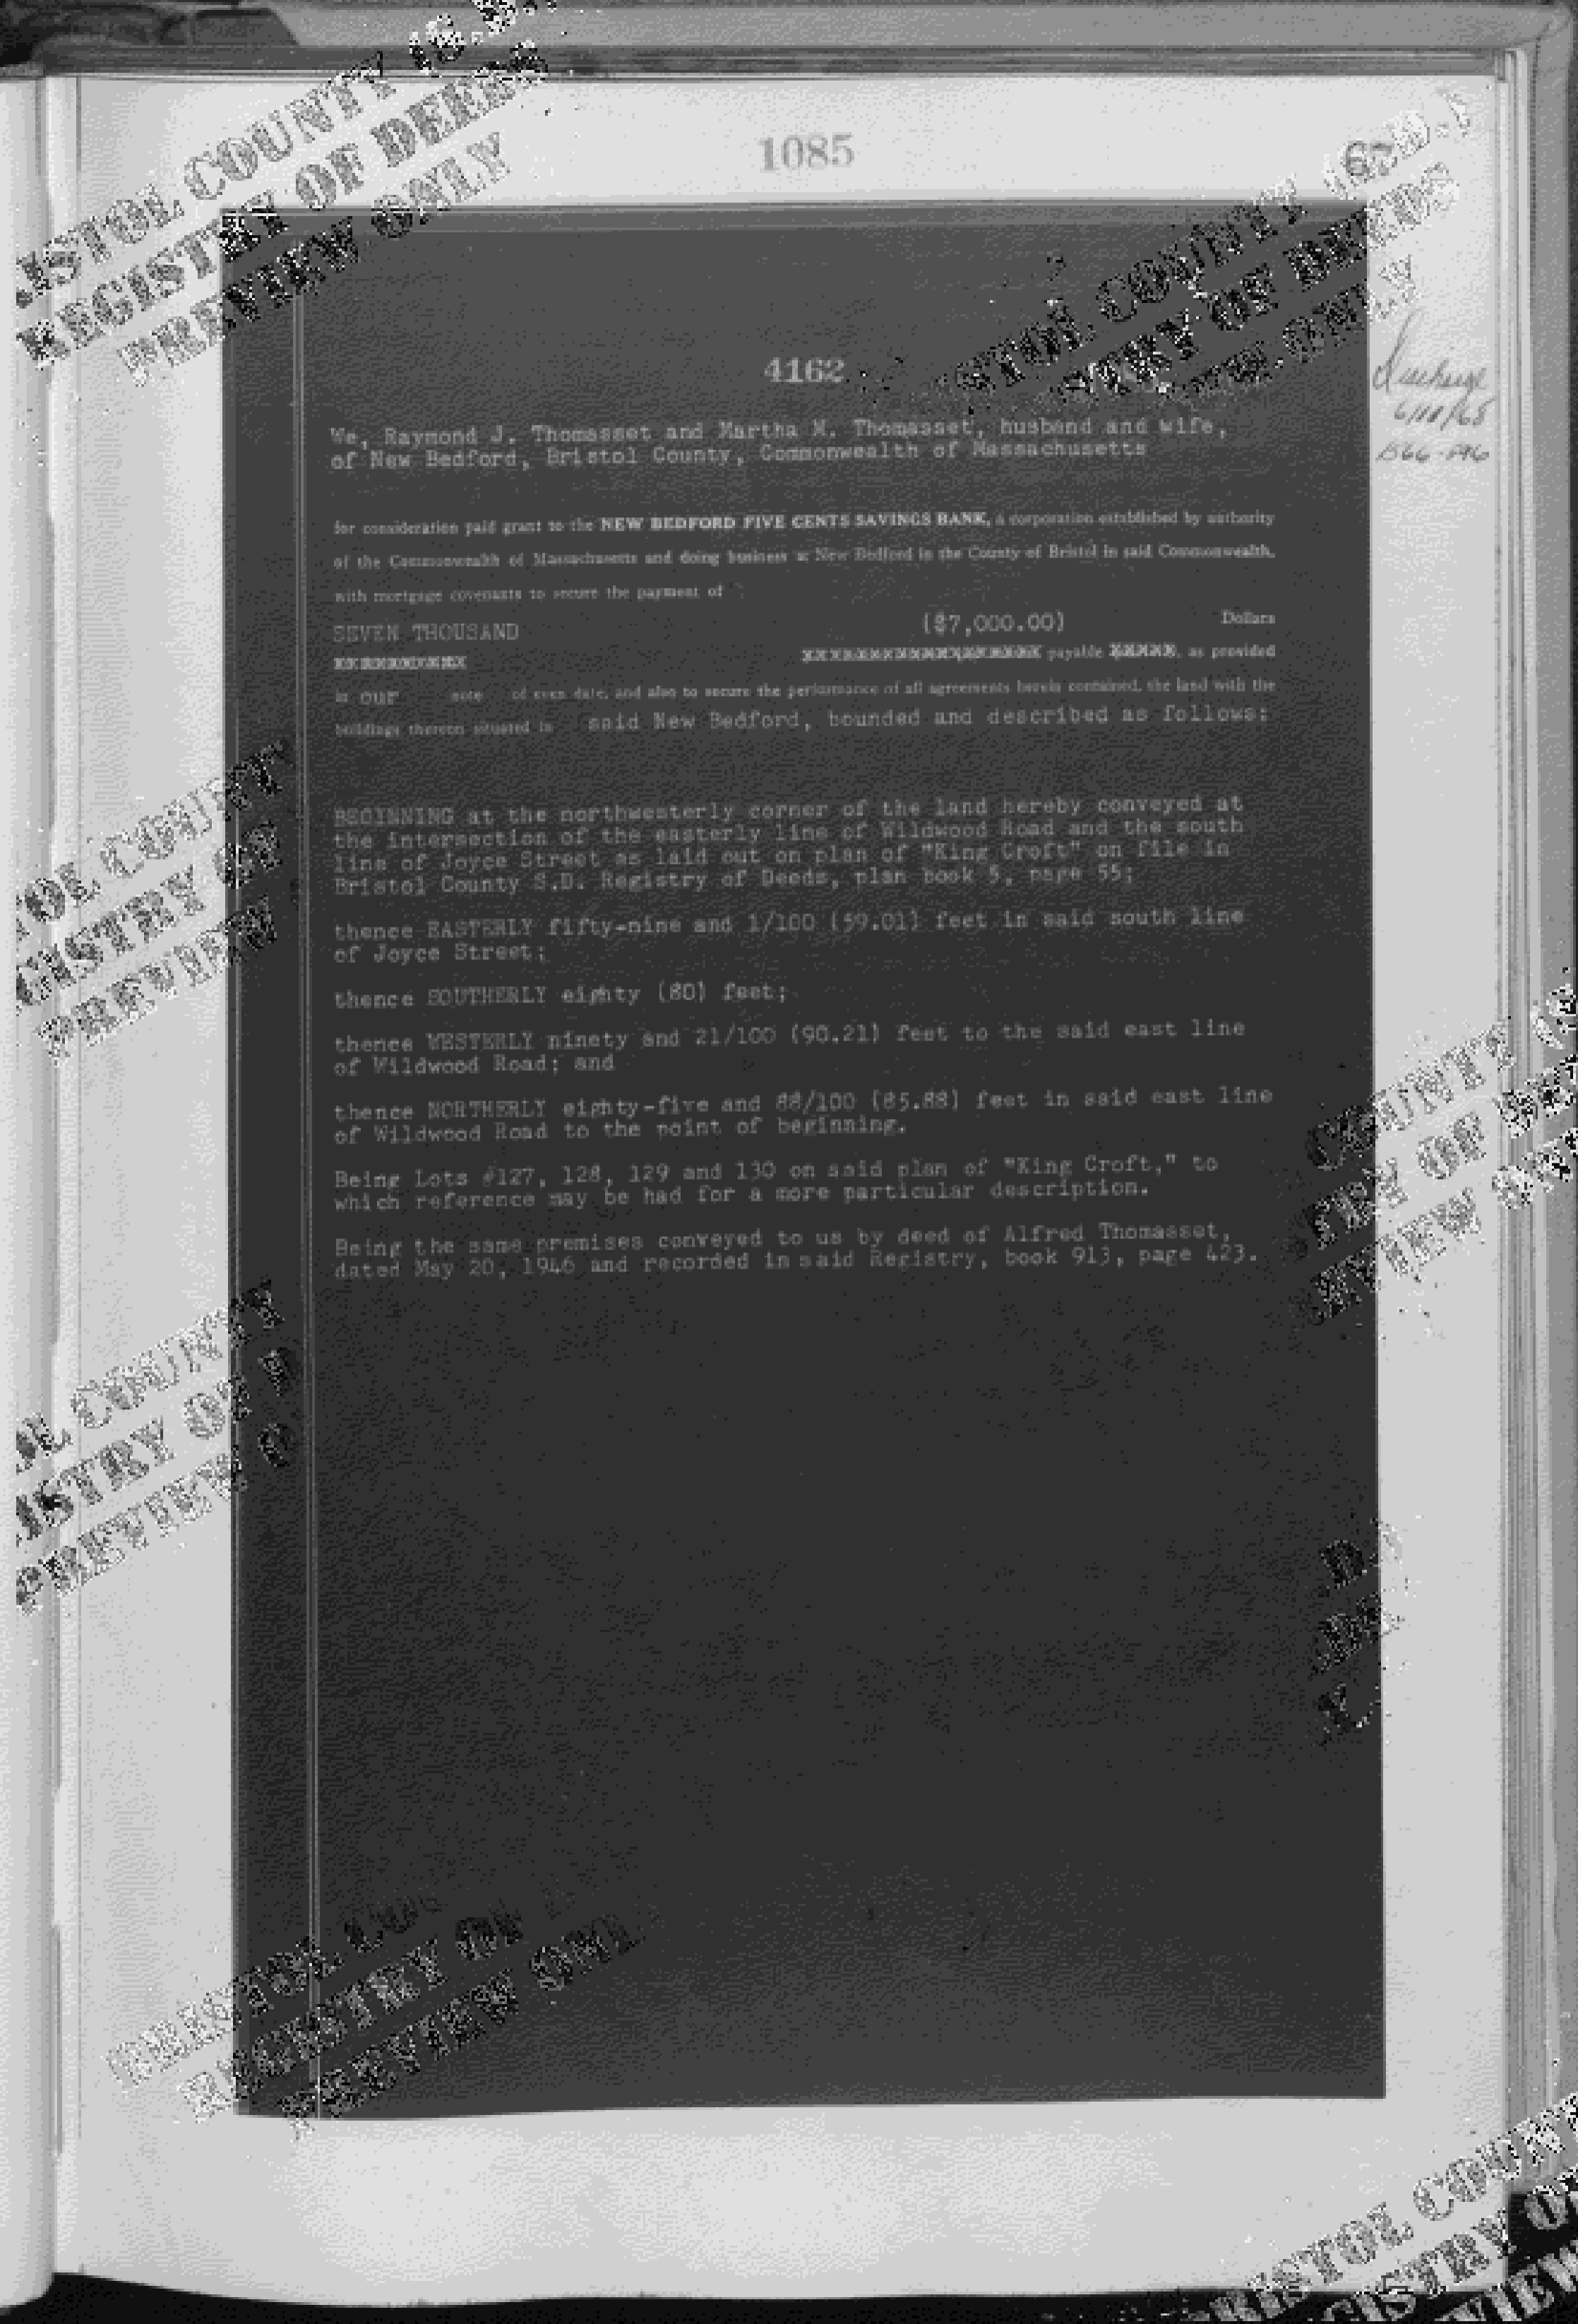 BRISTOL COUNTY (S.D.)
REGISTRY OF DEEDS
PREVIEW ONLY
1085
67
4162
Discharge
6/18/65
We, Raymond J. Thomasset and Martha M. Thomasset, husband and wife,
of New Bedford, Bristol County, Commonwealth of Massachusetts
for consideration paid grant to the NEW BEDFORD FIVE CENTS SAVINGS BANK, a corporation established by authority
of the Commonwealth of Massachusetts and doing business at New Bedford in the County of Bristol in said Commonwealth,
with mortgage covenants to secure the payment of
SEVEN THOUSAND ($7,000.00) Dollars
payable as provided
in our note of even date, and also to secure the performance of all agreements herein contained, the land with the
buildings thereon situated in said New Bedford, bounded and described as follows:
BEGINNING at the northwesterly corner of the land hereby conveyed at
the intersection of the easterly line of Wildwood Road and the south
line of Joyce Street as laid out on plan of "King Croft" on file in
Bristol County S.D. Registry of Deeds, plan book 5, page 55;
thence EASTERLY fifty-nine and 1/100 (59.01) feet in said south line
of Joyce Street;
thence SOUTHERLY eighty (80) feet;
thence WESTERLY ninety and 21/100 (90.21) feet to the said east line
of Wildwood Road; and
thence NORTHERLY eighty-five and 88/100 (85.88) feet in said east line
of Wildwood Road to the point of beginning.
Being Lots #127, 128, 129 and 130 on said plan of "King Croft," to
which reference may be had for a more particular description.
Being the same premises conveyed to us by deed of Alfred Thomasset,
dated May 20, 1946 and recorded in said Registry, book 913, page 423.